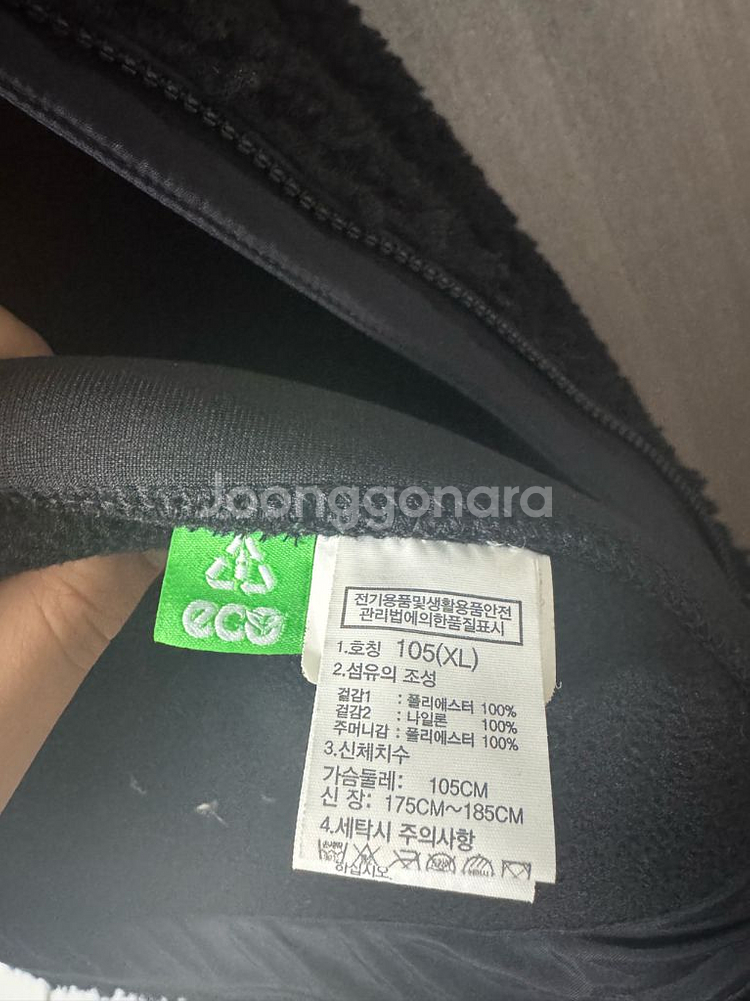 Joonggonara
eco
전기용품및생활용품안전
관리법에의한품질표시
1.호칭 105(XL)
2.섬유의 조성
겉감1 : 폴리에스터 100%
겉감2 : 나일론 100%
주머니감 : 폴리에스터 100%
3.신체치수
가슴둘레: 105CM
신 장: 175CM~185CM
4.세탁시 주의사항
하십시오.